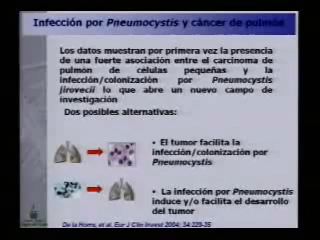 Infección por Pneumocystis y cáncer de pulmón
Los datos muestran por primera vez la presencia
de una fuerte asociación entre el carcinoma de
pulmón de células pequeñas y la
infección/colonización por Pneumocystis
jirovecii lo que abre un nuevo campo de
investigación
Dos posibles alternativas:
• El tumor facilita la
infección/colonización por
Pneumocystis
• La infección por Pneumocystis
induce y/o facilita el desarrollo
del tumor
De la Horra, et al. Eur J Clin Invest 2004; 34:229-35